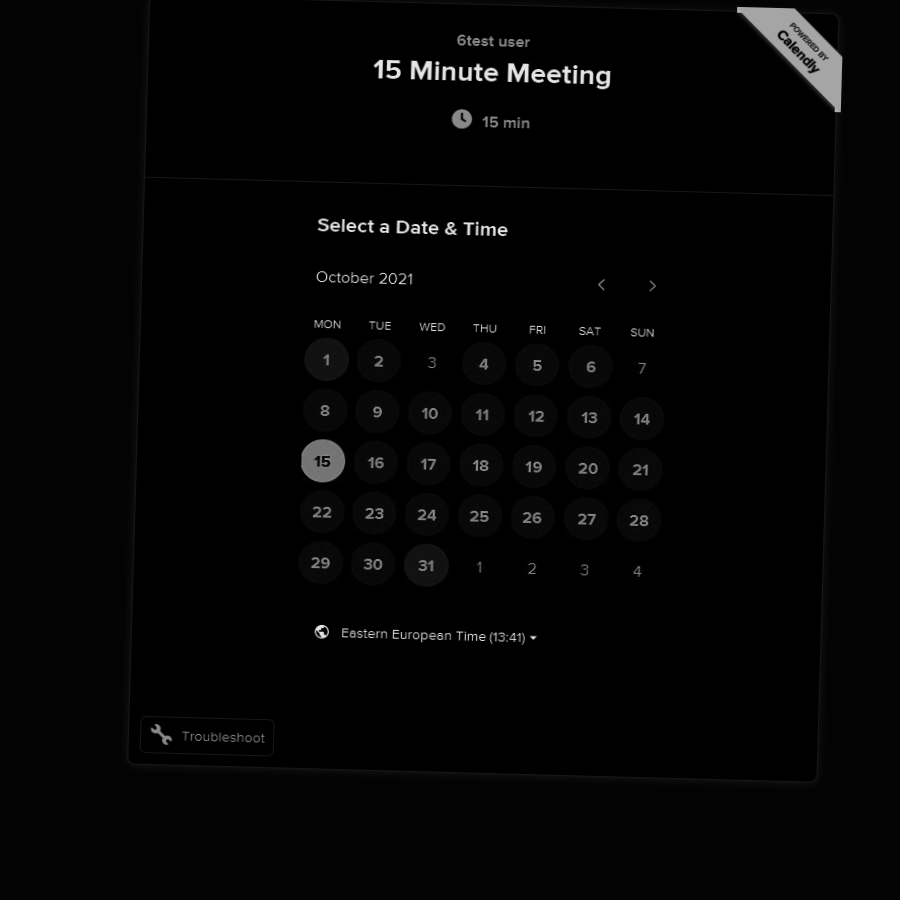 6test user
15 Minute Meeting
15 min
POWERED BY
Calendly
Select a Date & Time
October 2021
MON TUE WED THU FRI SAT SUN
1 2 3 4 5 6 7
8 9 10 11 12 13 14
15 16 17 18 19 20 21
22 23 24 25 26 27 28
29 30 31 1 2 3 4
Eastern European Time (13:41)
Troubleshoot